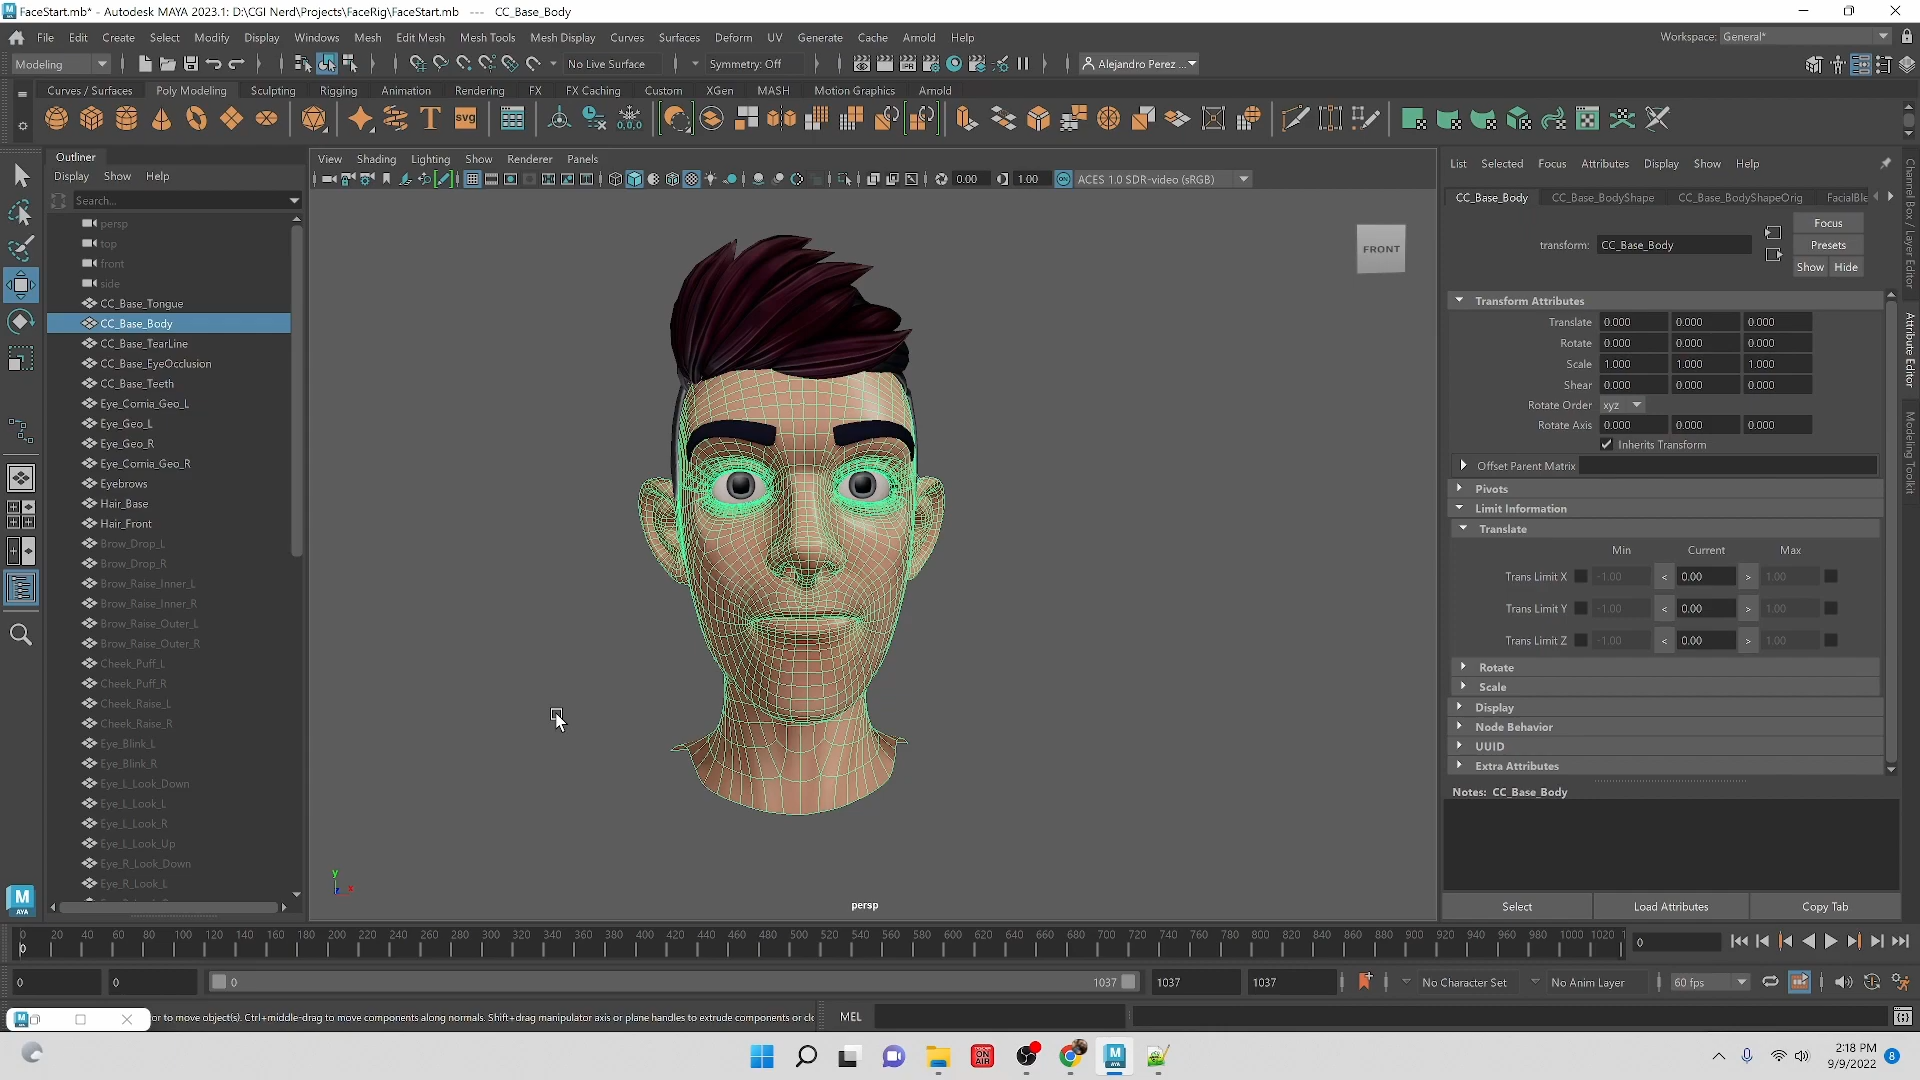 FaceStart.mb* - Autodesk MAYA 2023.1: D:\CGI Nerd\Projects\FaceRig\FaceStart.mb --- CC_Base_Body
File Edit Create Select Modify Display Windows Mesh Edit Mesh Mesh Tools Mesh Display Curves Surfaces Deform UV Generate Cache Arnold Help
Workspace: General*
Modeling
No Live Surface
Symmetry: Off
Alejandro Perez ...
Curves / Surfaces Poly Modeling Sculpting Rigging Animation Rendering FX FX Caching Custom XGen MASH Motion Graphics Arnold
Outliner
Display Show Help
Search...
persp
top
front
side
CC_Base_Tongue
CC_Base_Body
CC_Base_TearLine
CC_Base_EyeOcclusion
CC_Base_Teeth
Eye_Cornia_Geo_L
Eye_Geo_L
Eye_Geo_R
Eye_Cornia_Geo_R
Eyebrows
Hair_Base
Hair_Front
Brow_Drop_L
Brow_Drop_R
Brow_Raise_Inner_L
Brow_Raise_Inner_R
Brow_Raise_Outer_L
Brow_Raise_Outer_R
Cheek_Puff_L
Cheek_Puff_R
Cheek_Raise_L
Cheek_Raise_R
Eye_Blink_L
Eye_Blink_R
Eye_L_Look_Down
Eye_L_Look_L
Eye_L_Look_R
Eye_L_Look_Up
Eye_R_Look_Down
Eye_R_Look_L
View Shading Lighting Show Renderer Panels
0.00 1.00 ACES 1.0 SDR-video (sRGB)
FRONT
y
x
persp
List Selected Focus Attributes Display Show Help
CC_Base_Body CC_Base_BodyShape CC_Base_BodyShapeOrig FacialBle
transform: CC_Base_Body
Focus
Presets
Show Hide
Transform Attributes
Translate 0.000 0.000 0.000
Rotate 0.000 0.000 0.000
Scale 1.000 1.000 1.000
Shear 0.000 0.000 0.000
Rotate Order xyz
Rotate Axis 0.000 0.000 0.000
Inherits Transform
Offset Parent Matrix
Pivots
Limit Information
Translate
Min Current Max
Trans Limit X -1.00 < 0.00 > 1.00
Trans Limit Y -1.00 < 0.00 > 1.00
Trans Limit Z -1.00 < 0.00 > 1.00
Rotate
Scale
Display
Node Behavior
UUID
Extra Attributes
Notes: CC_Base_Body
Select Load Attributes Copy Tab
Channel Box / Layer Editor
Attribute Editor
Modeling Toolkit
0 20 40 60 80 100 120 140 160 180 200 220 240 260 280 300 320 340 360 380 400 420 440 460 480 500 520 540 560 580 600 620 640 660 680 700 720 740 760 780 800 820 840 860 880 900 920 940 960 980 1000 1020
0
0
0 0 0 1037 1037 1037
No Character Set No Anim Layer 60 fps
or to move object(s). Ctrl+middle-drag to move components along normals. Shift+drag manipulator axis or plane handles to extrude components or clo
MEL
ON AIR
2:18 PM
9/9/2022
8